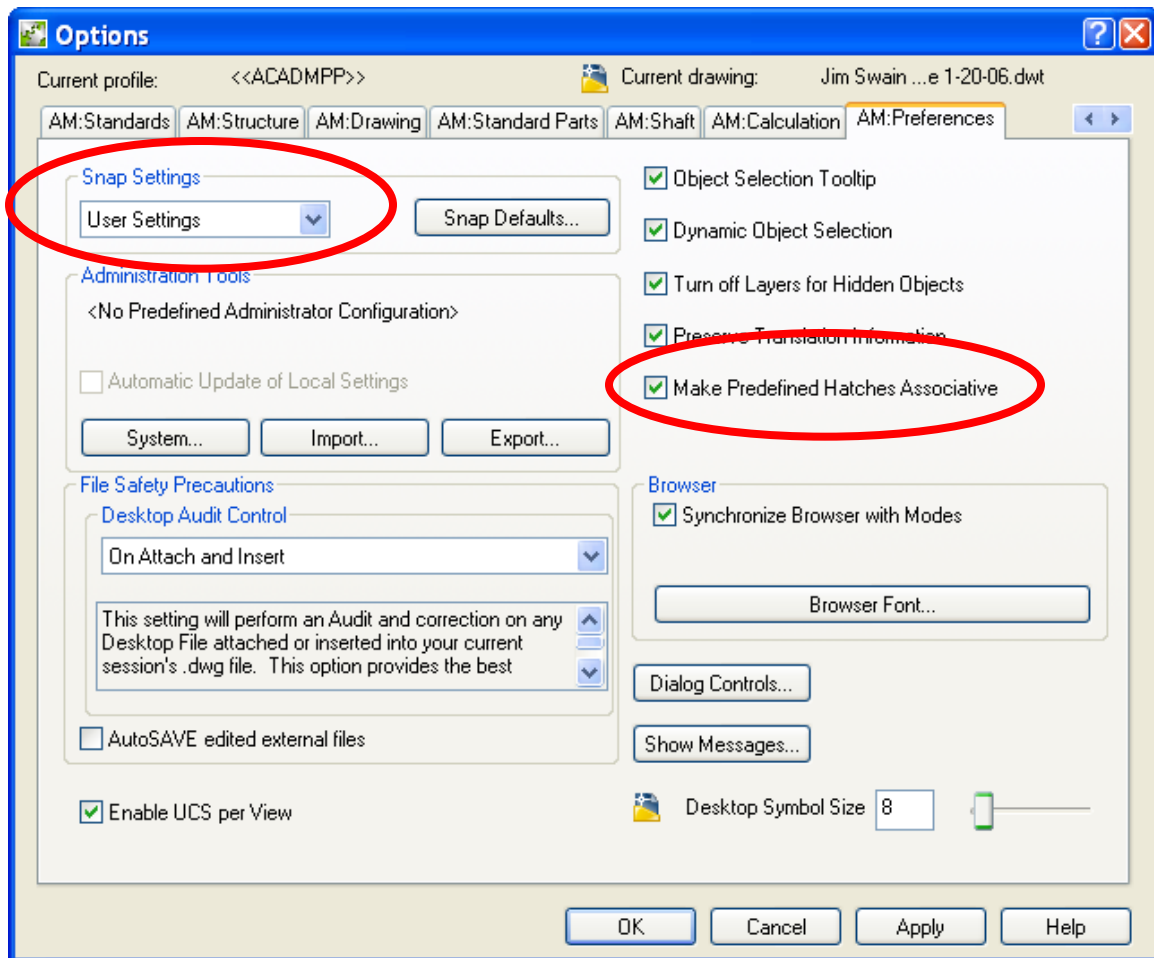 Options
Current profile: <<ACADMPP>> Current drawing: Jim Swain ...e 1-20-06.dwt
AM:Standards AM:Structure AM:Drawing AM:Standard Parts AM:Shaft AM:Calculation AM:Preferences
Snap Settings
User Settings
Snap Defaults...
Administration Tools
<No Predefined Administrator Configuration>
Automatic Update of Local Settings
System... Import... Export...
File Safety Precautions
Desktop Audit Control
On Attach and Insert
This setting will perform an Audit and correction on any
Desktop File attached or inserted into your current
session's .dwg file. This option provides the best
AutoSAVE edited external files
Enable UCS per View
Object Selection Tooltip
Dynamic Object Selection
Turn off Layers for Hidden Objects
Preserve Translation Information
Make Predefined Hatches Associative
Browser
Synchronize Browser with Modes
Browser Font...
Dialog Controls...
Show Messages...
Desktop Symbol Size 8
OK Cancel Apply Help